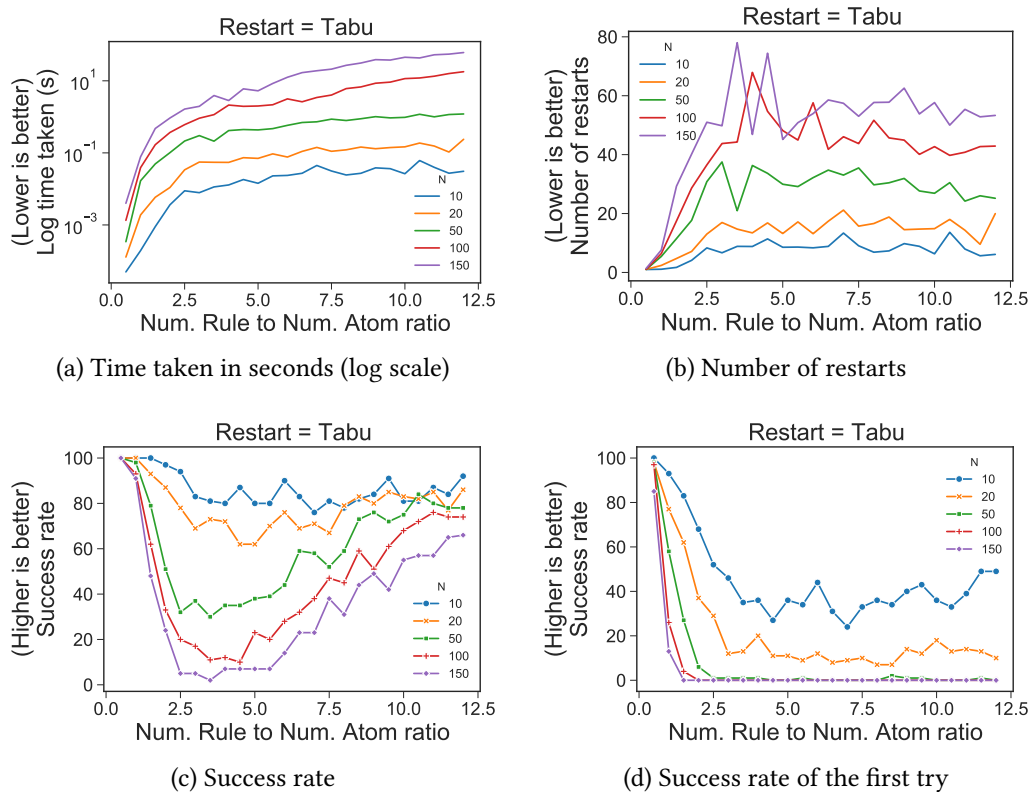 Restart = Tabu
(Lower is better)
Log time taken (s)
10¹
10⁻¹
10⁻³
N
10
20
50
100
150
0.0 2.5 5.0 7.5 10.0 12.5
Num. Rule to Num. Atom ratio
(a) Time taken in seconds (log scale)
Restart = Tabu
(Lower is better)
Number of restarts
80
60
40
20
0
N
10
20
50
100
150
0.0 2.5 5.0 7.5 10.0 12.5
Num. Rule to Num. Atom ratio
(b) Number of restarts
Restart = Tabu
(Higher is better)
Success rate
100
80
60
40
20
0
N
10
20
50
100
150
0.0 2.5 5.0 7.5 10.0 12.5
Num. Rule to Num. Atom ratio
(c) Success rate
Restart = Tabu
(Higher is better)
Success rate
100
80
60
40
20
0
N
10
20
50
100
150
0.0 2.5 5.0 7.5 10.0 12.5
Num. Rule to Num. Atom ratio
(d) Success rate of the first try